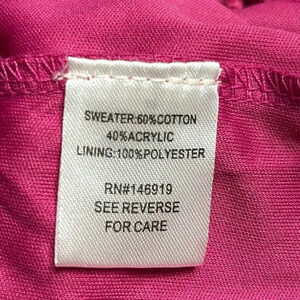 SWEATER:60%COTTON
40%ACRYLIC
LINING:100%POLYESTER
RN#146919
SEE REVERSE
FOR CARE